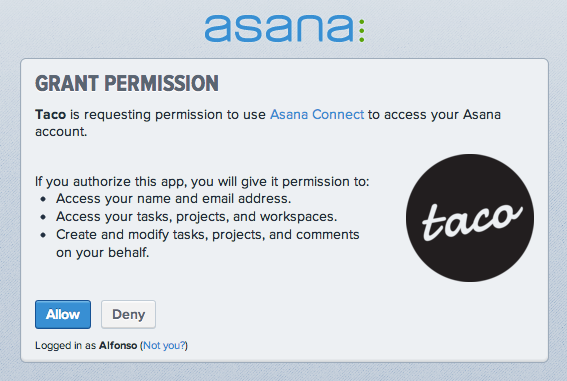 asana:
GRANT PERMISSION
Taco is requesting permission to use Asana Connect to access your Asana
account.
If you authorize this app, you will give it permission to:
• Access your name and email address.
• Access your tasks, projects, and workspaces.
• Create and modify tasks, projects, and comments
on your behalf.
taco
Allow Deny
Logged in as Alfonso (Not you?)